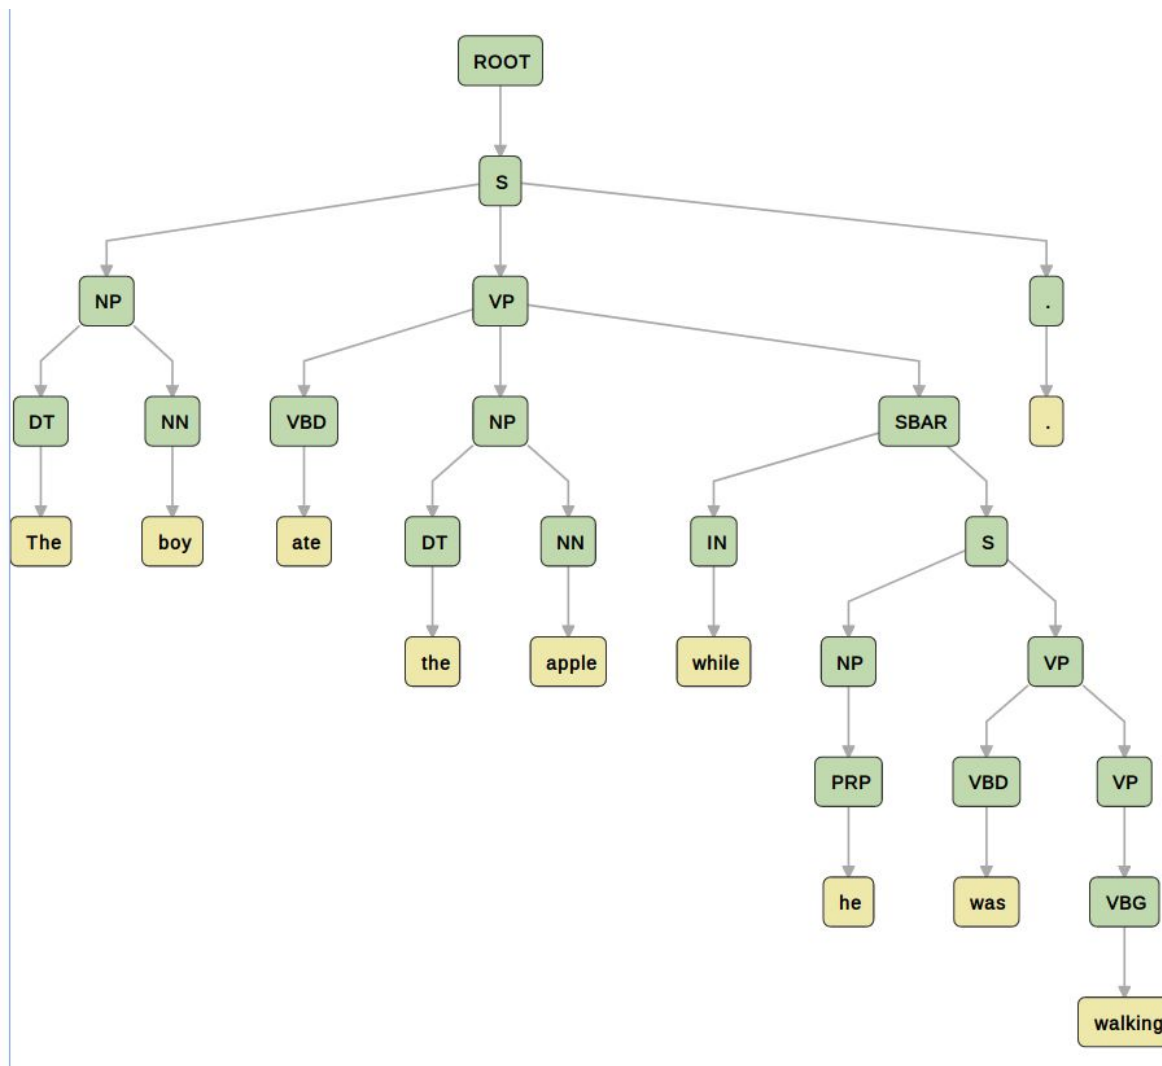 ROOT
S
NP VP .
DT NN VBD NP SBAR .
The boy ate DT NN IN S
the apple while NP VP
PRP VBD VP
he was VBG
walking